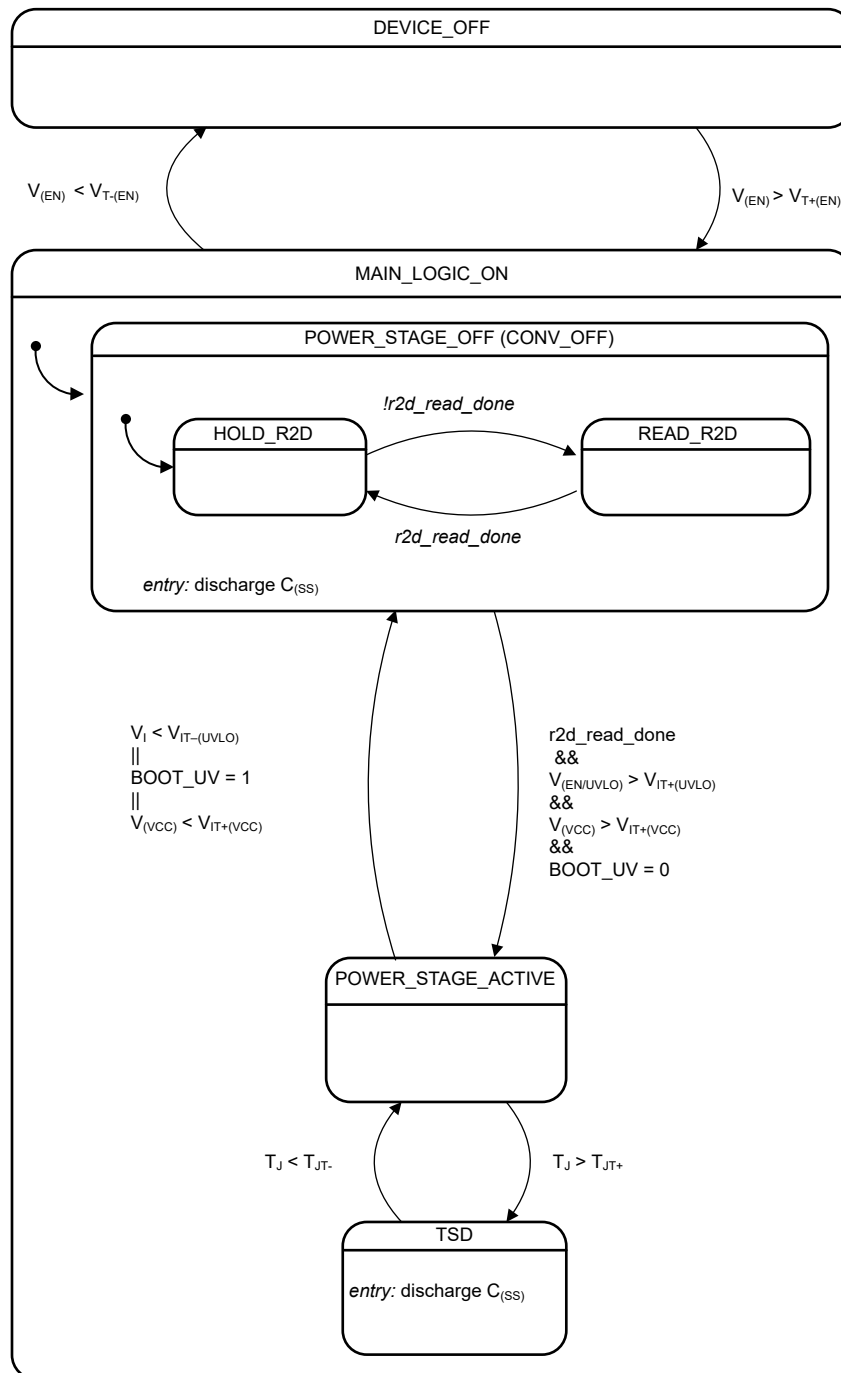 DEVICE_OFF
V(EN) < VT-(EN)
V(EN) > VT+(EN)
MAIN_LOGIC_ON
POWER_STAGE_OFF (CONV_OFF)
!r2d_read_done
HOLD_R2D
READ_R2D
r2d_read_done
entry: discharge C(SS)
VI < VIT–(UVLO)
||
BOOT_UV = 1
||
V(VCC) < VIT+(VCC)
r2d_read_done
&&
V(EN/UVLO) > VIT+(UVLO)
&&
V(VCC) > VIT+(VCC)
&&
BOOT_UV = 0
POWER_STAGE_ACTIVE
TJ < TJT-
TJ > TJT+
TSD
entry: discharge C(SS)